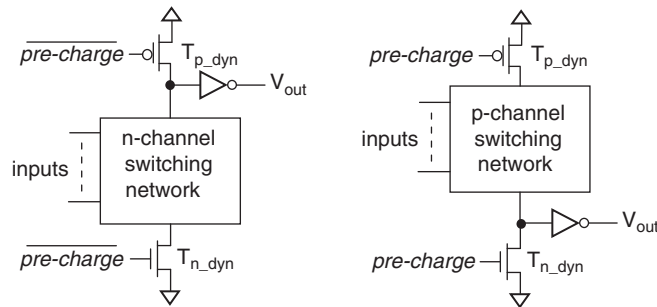 pre-charge
T_p_dyn
V_out
inputs
n-channel
switching
network
pre-charge
T_n_dyn
pre-charge
T_p_dyn
inputs
p-channel
switching
network
V_out
pre-charge
T_n_dyn